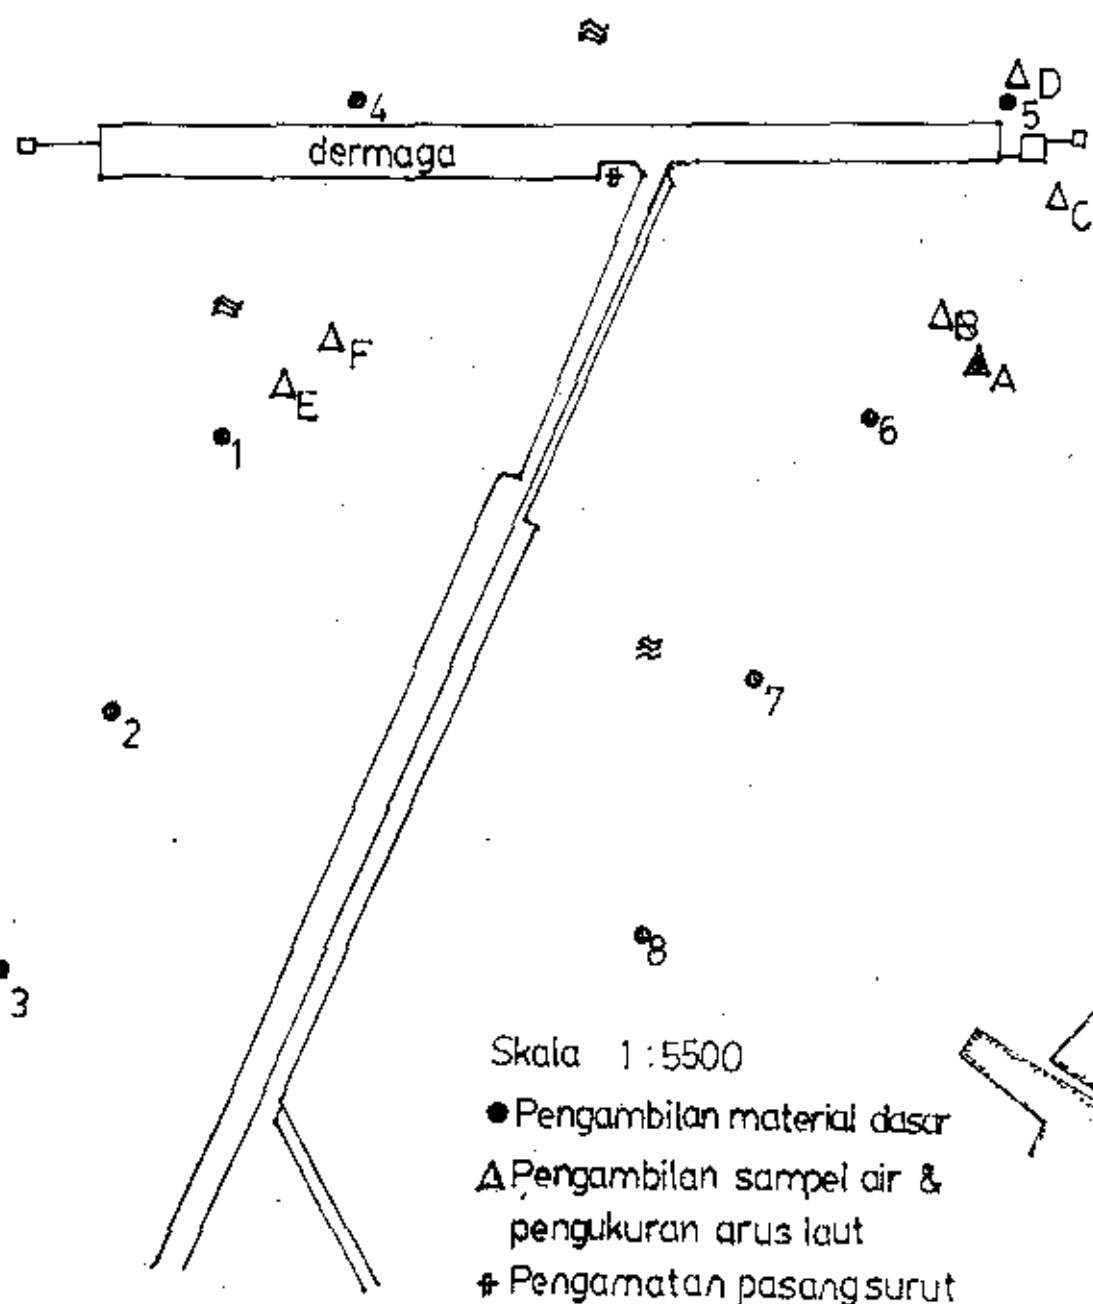 D
4
5
dermaga
C
B
F
A
E
6
1
7
2
8
3
Skala 1:5500
Pengambilan material dasar
Pengambilan sampel air &
pengukuran arus laut
Pengamatan pasang surut